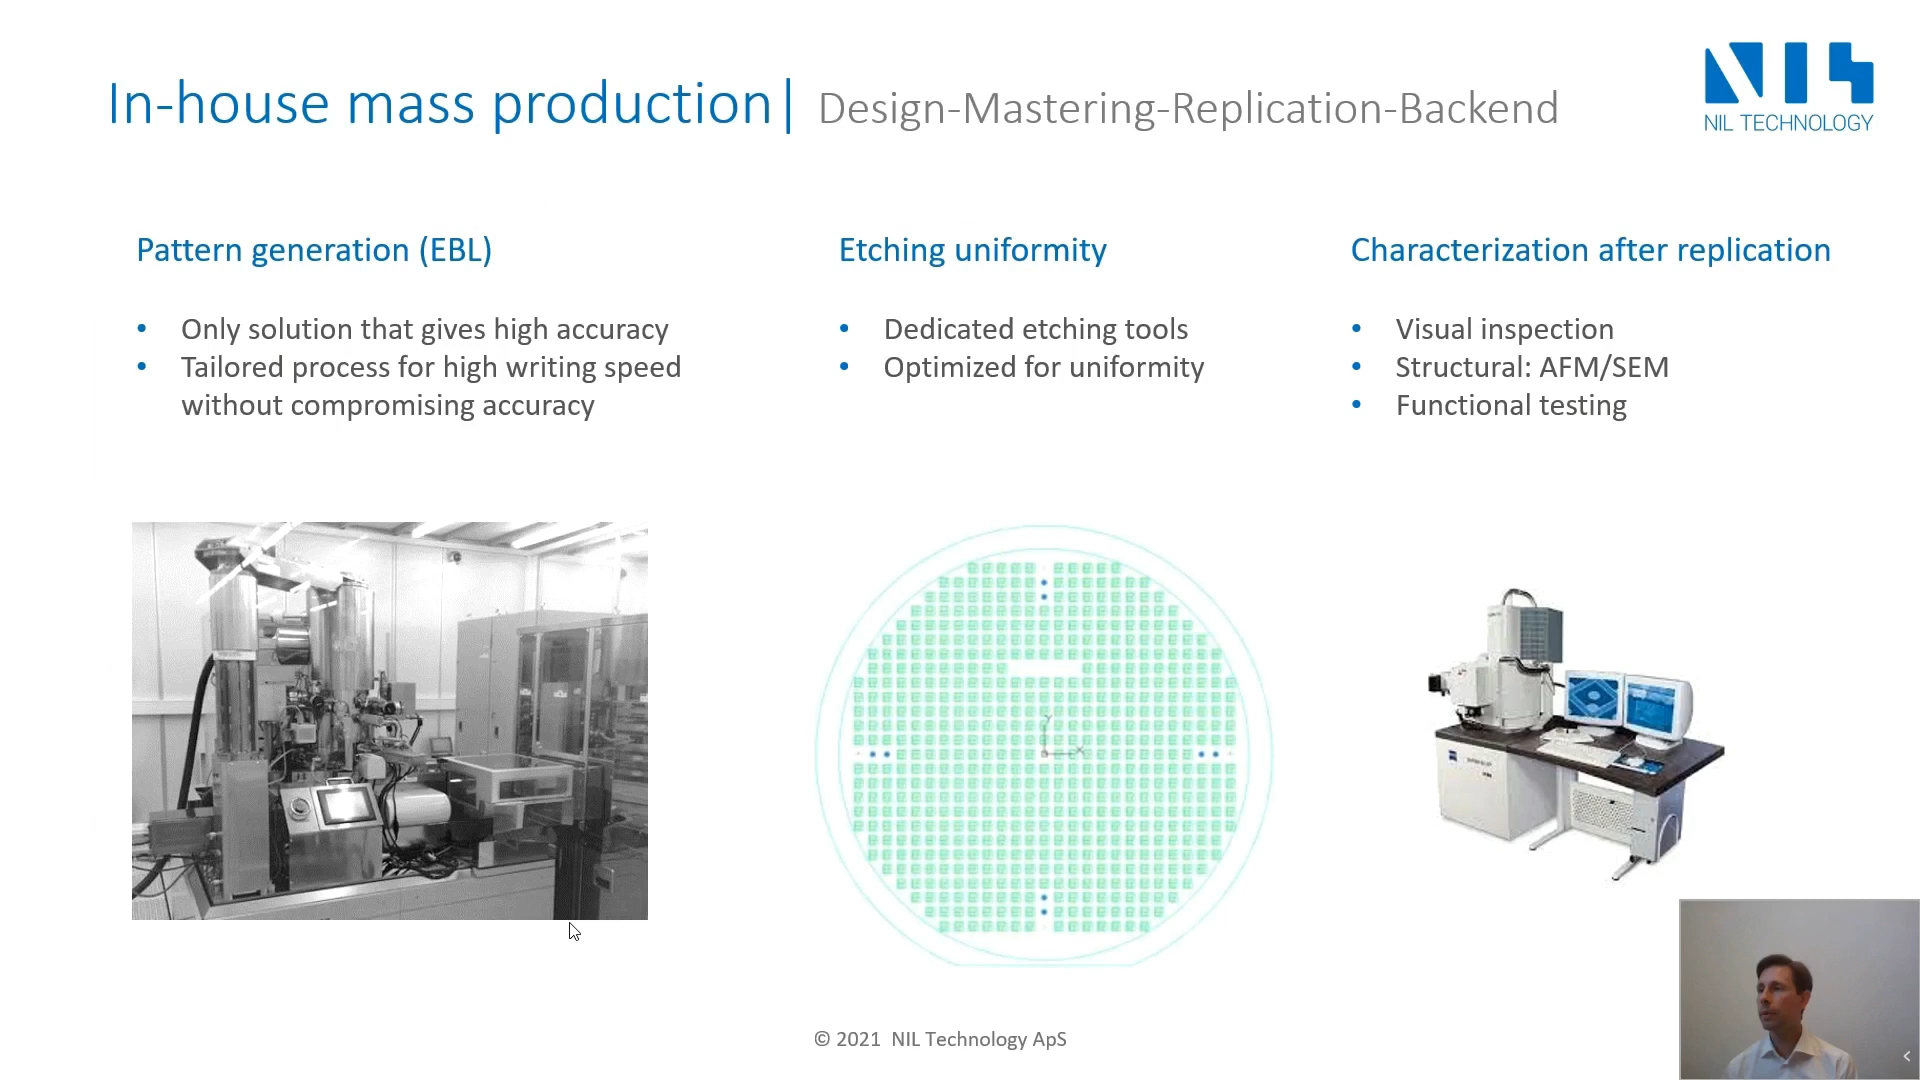 In-house mass production| Design-Mastering-Replication-Backend
NIL TECHNOLOGY
Pattern generation (EBL)
• Only solution that gives high accuracy
• Tailored process for high writing speed
without compromising accuracy
Etching uniformity
• Dedicated etching tools
• Optimized for uniformity
Characterization after replication
• Visual inspection
• Structural: AFM/SEM
• Functional testing
Y
X
© 2021 NIL Technology ApS